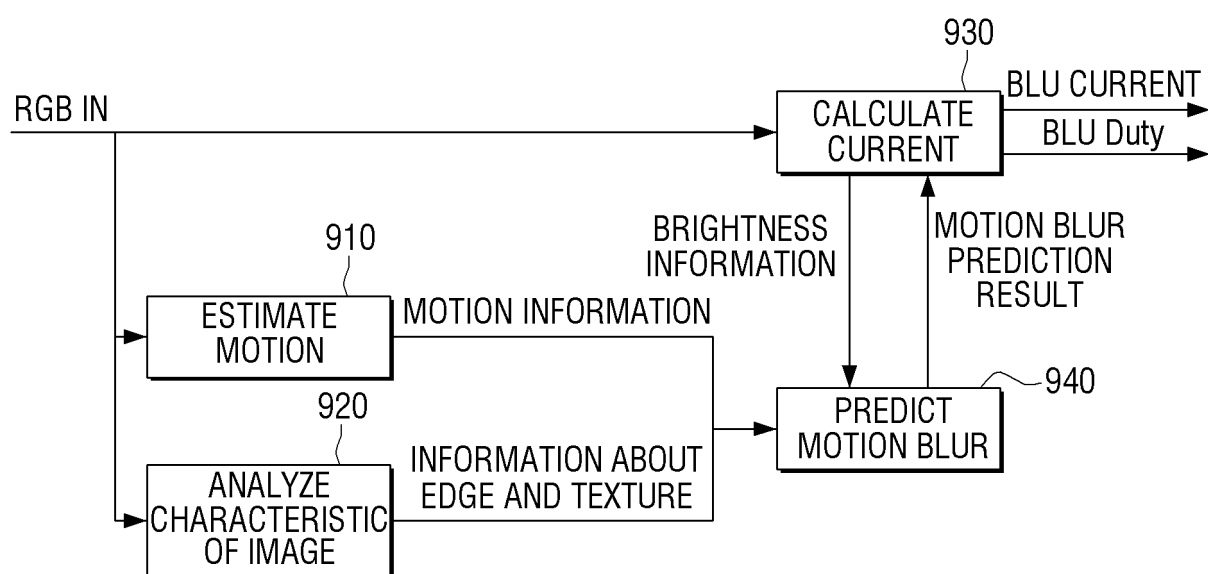 930
BLU CURRENT
RGB IN
CALCULATE
CURRENT
BLU Duty
BRIGHTNESS
INFORMATION
MOTION BLUR
PREDICTION
RESULT
910
ESTIMATE
MOTION
MOTION INFORMATION
940
PREDICT
MOTION BLUR
920
ANALYZE
CHARACTERISTIC
OF IMAGE
INFORMATION ABOUT
EDGE AND TEXTURE